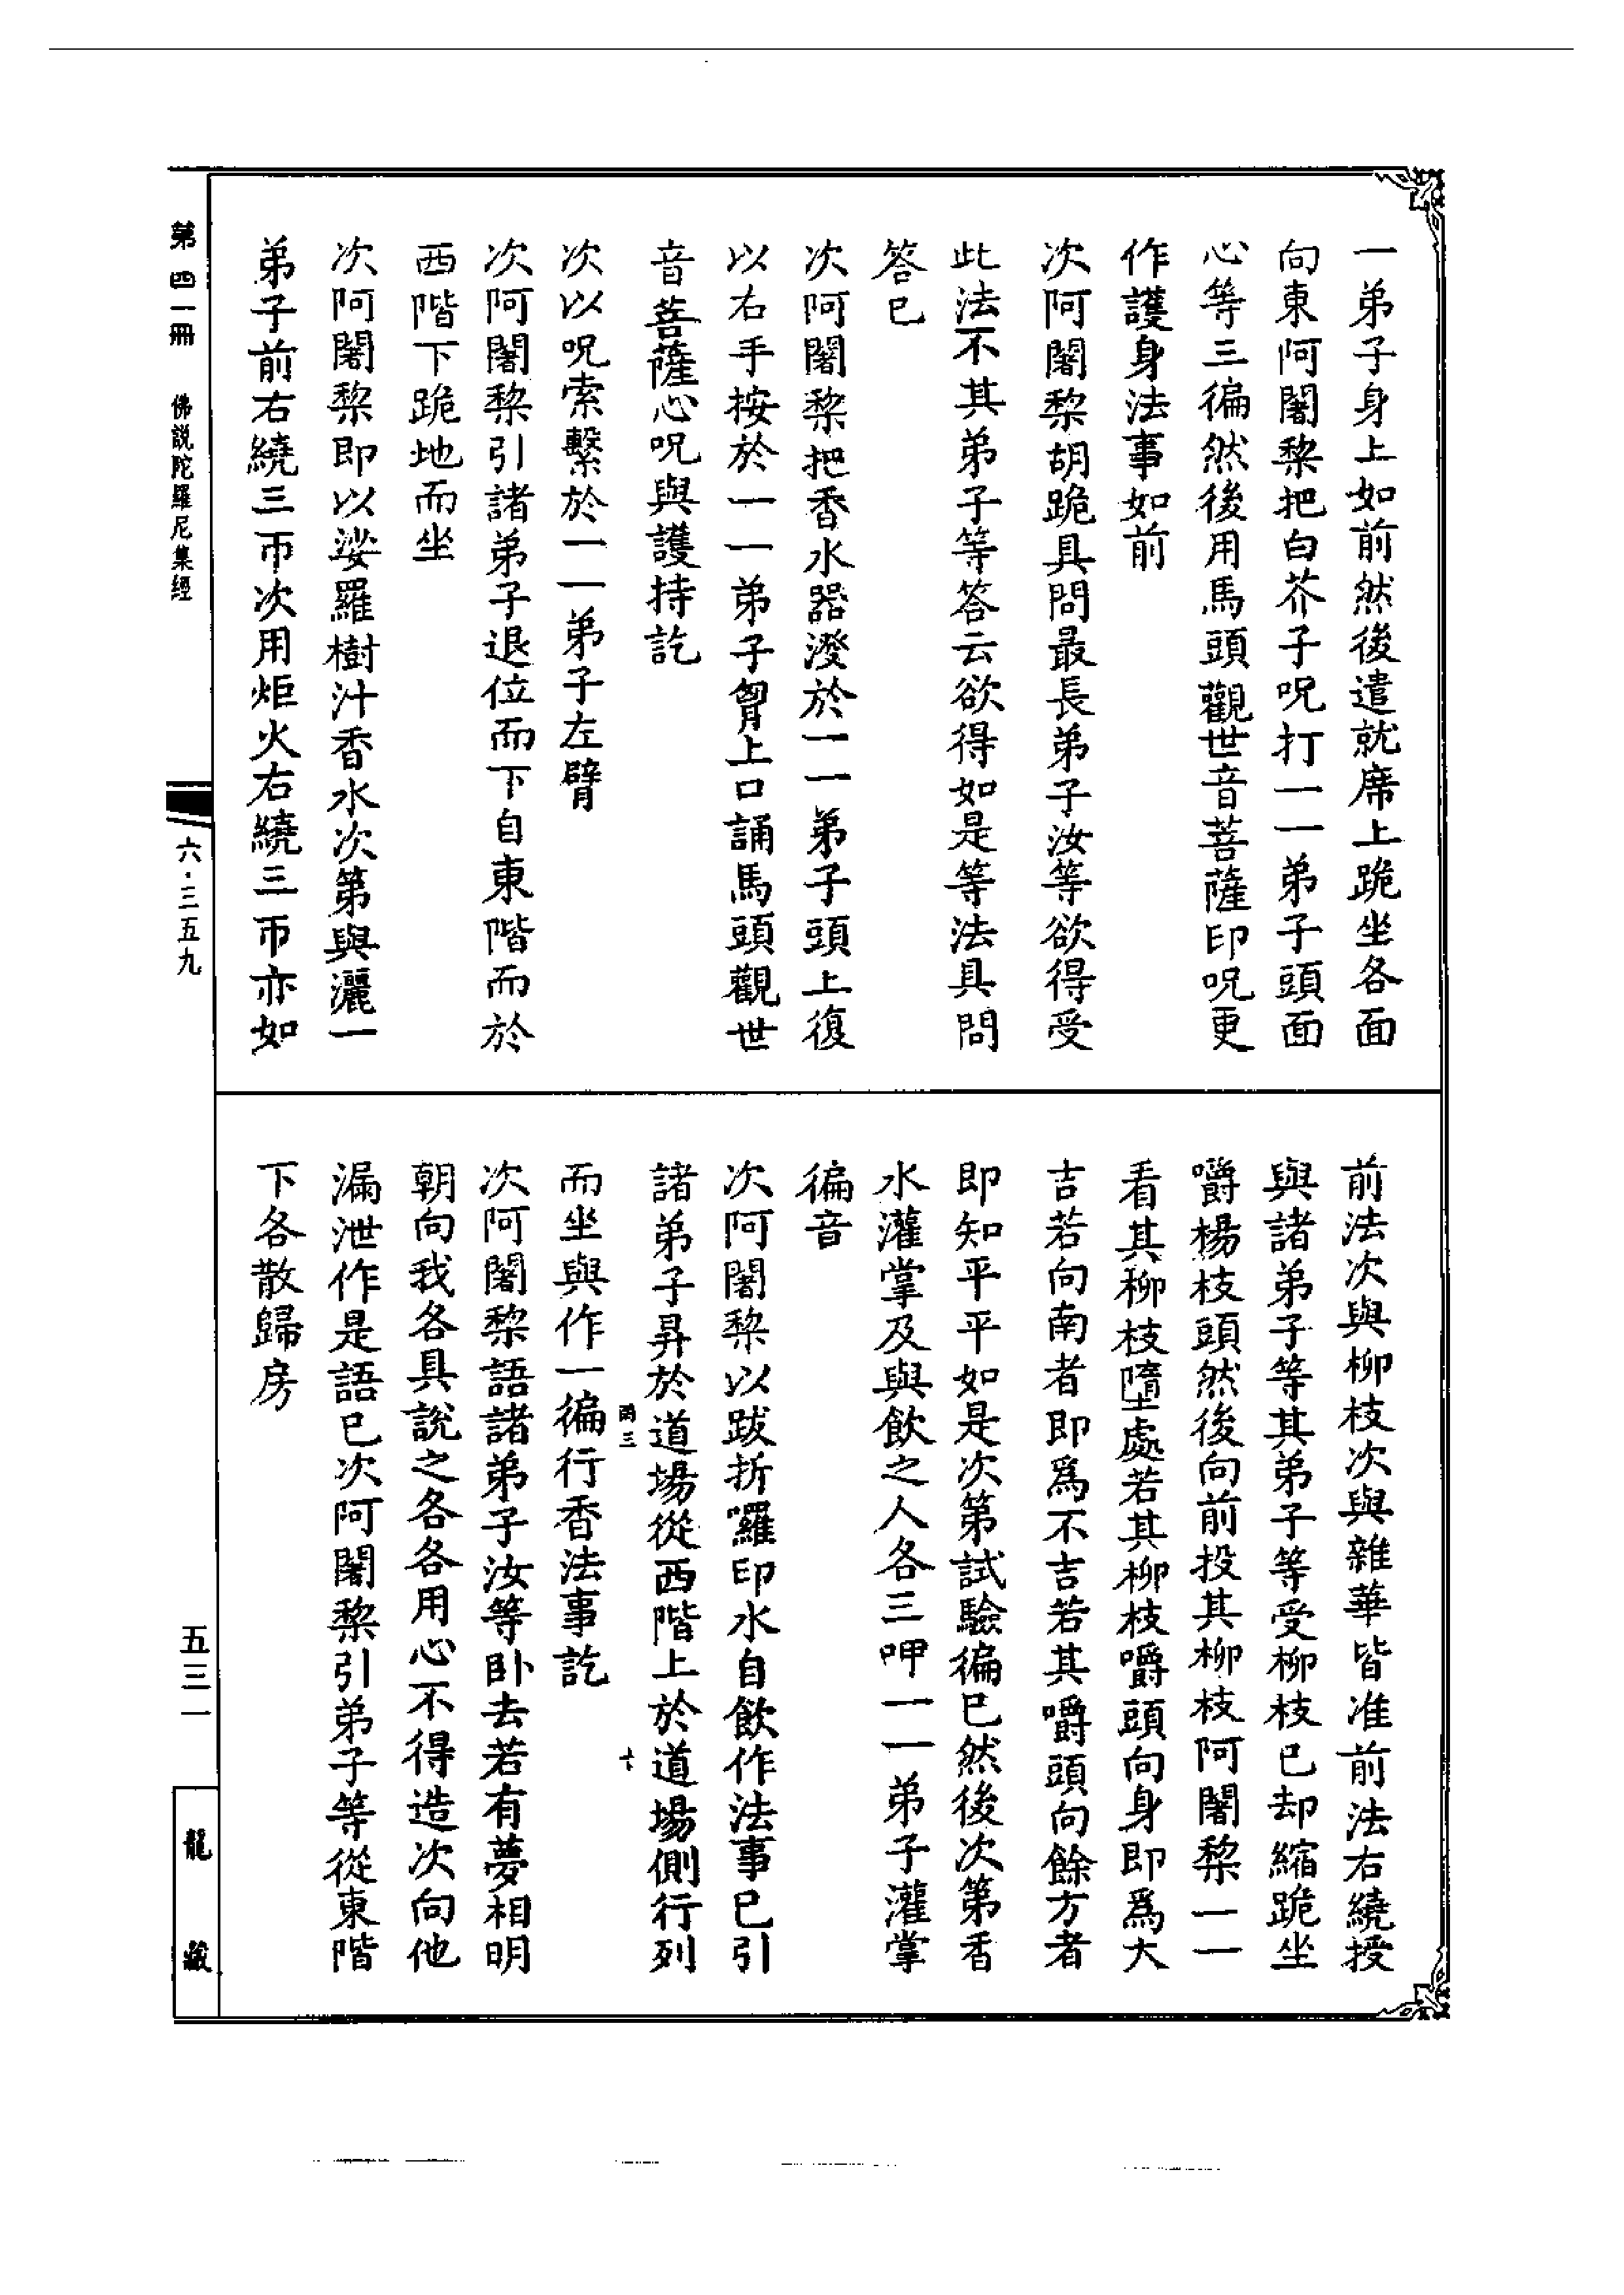 一弟子身上如前然後遣就席上跪坐各面
向東阿闍黎把白芥子呪打一一弟子頭面
心等三徧然後用馬頭觀世音菩薩印呪更
作護身法事如前
次阿闍黎胡跪具問最長弟子汝等欲得受
此法不其弟子等答云欲得如是等法具問
答已
次阿闍黎把香水器潑於一一弟子頭上復
以右手按於一一弟子胷上口誦馬頭觀世
音菩薩心呪與護持訖
次以呪索繫於一一弟子左臂
次阿闍黎引諸弟子退位而下自東階而於
西階下跪地而坐
次阿闍黎即以娑羅樹汁香水次第與灑一
弟子前右繞三帀次用炬火右繞三帀亦如
前法次與柳枝次與雜華皆准前法右繞授
與諸弟子等其弟子等受柳枝已却縮跪坐
嚼楊枝頭然後向前投其柳枝阿闍黎一一
看其柳枝墮處若其柳枝嚼頭向身即爲大
吉若向南者即爲不吉若其嚼頭向餘方者
即知平平如是次第試驗徧已然後次第香
水灌掌及與飲之人各三呷一一弟子灌掌
徧音
次阿闍黎以跋折囉印水自飲作法事已引
諸弟子昇於道場從西階上於道場側行列
而坐與作一徧行香法事訖
次阿闍黎語諸弟子汝等卧去若有夢相明
朝向我各具說之各各用心不得造次向他
漏泄作是語已次阿闍黎引弟子等從東階
下各散歸房
第四一冊
佛說陀羅尼集經
六·三五九
五三一
龍藏